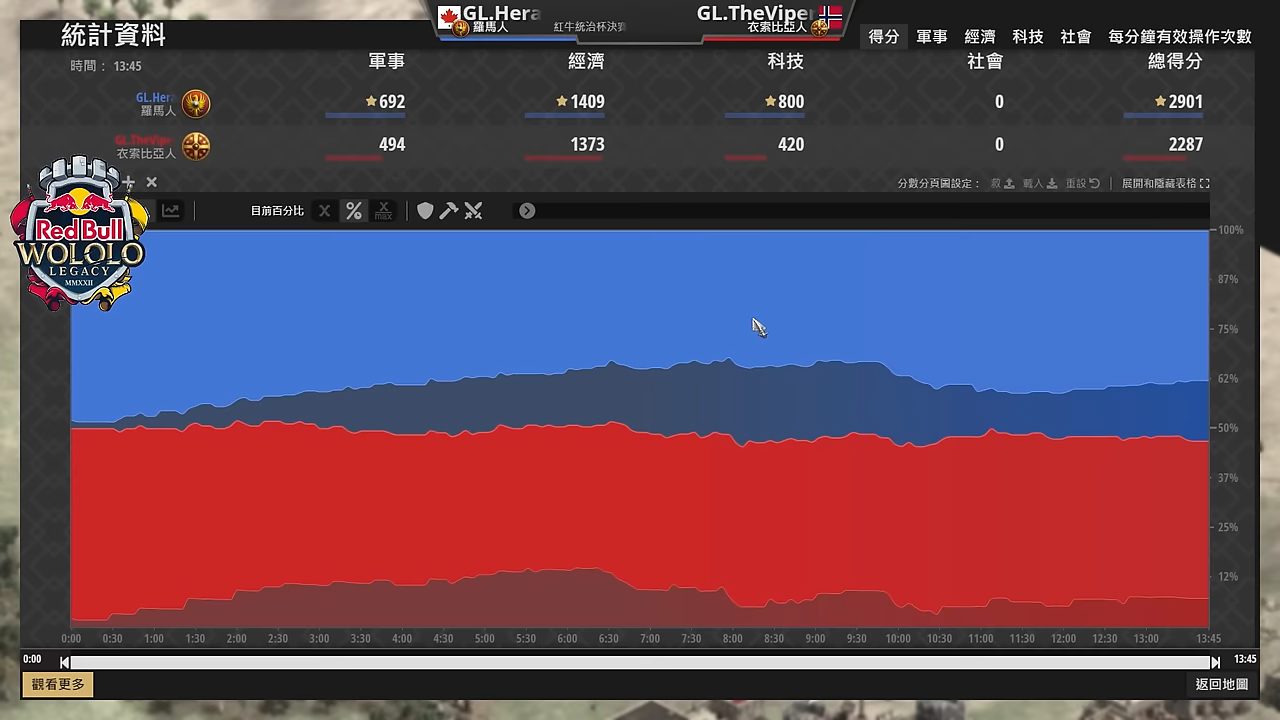 GL.Hera
羅馬人
紅牛統治杯決賽
GL.TheViper
衣索比亞人
統計資料
得分 軍事 經濟 科技 社會 每分鐘有效操作次數
時間： 13:45
軍事 經濟 科技 社會 總得分
GL.Her
羅馬人
692 1409 800 0 2901
GL.TheVipe
衣索比亞人
494 1373 420 0 2287
分數分頁圖設定： 載入 重設 展開和隱藏表格
目前百分比 X % X max
Red Bull
WOLOLO
LEGACY
MMXXII
100%
87%
75%
62%
50%
37%
25%
12%
0:00 0:30 1:00 1:30 2:00 2:30 3:00 3:30 4:00 4:30 5:00 5:30 6:00 6:30 7:00 7:30 8:00 8:30 9:00 9:30 10:00 10:30 11:00 11:30 12:00 12:30 13:00 13:45
0:00 13:45
觀看更多 返回地圖